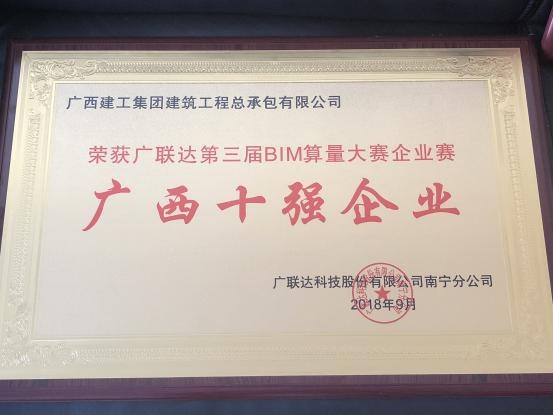 广西建工集团建筑工程总承包有限公司
荣获广联达第三届BIM算量大赛企业赛
广西十强企业
广联达科技股份有限公司南宁分公司
2018年9月